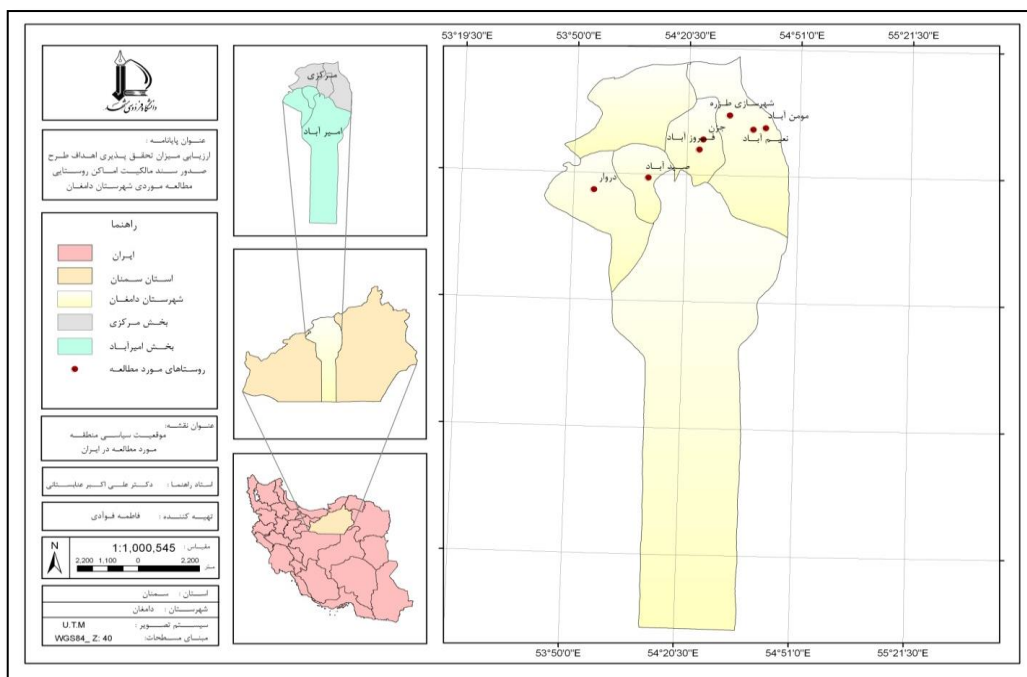 دانشگاه فردوسی مشهد
عنوان پایانامه :
ارزیابی میزان تحقق پذیری اهداف طرح
صدور سند مالکیت اماکن روستایی
مطالعه موردی شهرستان دامغان
راهنما
ایران
استان سمنان
شهرستان دامغان
بخش مرکزی
بخش امیرآباد
روستاهای مورد مطالعه
عنوان نقشه:
موقعیت سیاسی منطقه
مورد مطالعه در ایران
استاد راهنما : دکتر علی اکبر عنابستانی
تهیه کننده : فاطمه فوآدی
N
مقیاس : 1:1,000,545
2,200 1,100 0 2,200
متر
استان : سمنان
شهرستان : دامغان
سیستم تصویر : U.T.M
مبنای مسطحات: WGS84_ Z: 40
مرکزی
امیر آباد
53°19'30"E 53°50'0"E 54°20'30"E 54°51'0"E 55°21'30"E
شهرسازی طزره
مومن آباد
نعیم آباد
جزن
فیروز آباد
صید آباد
دروار
53°50'0"E 54°20'30"E 54°51'0"E 55°21'30"E